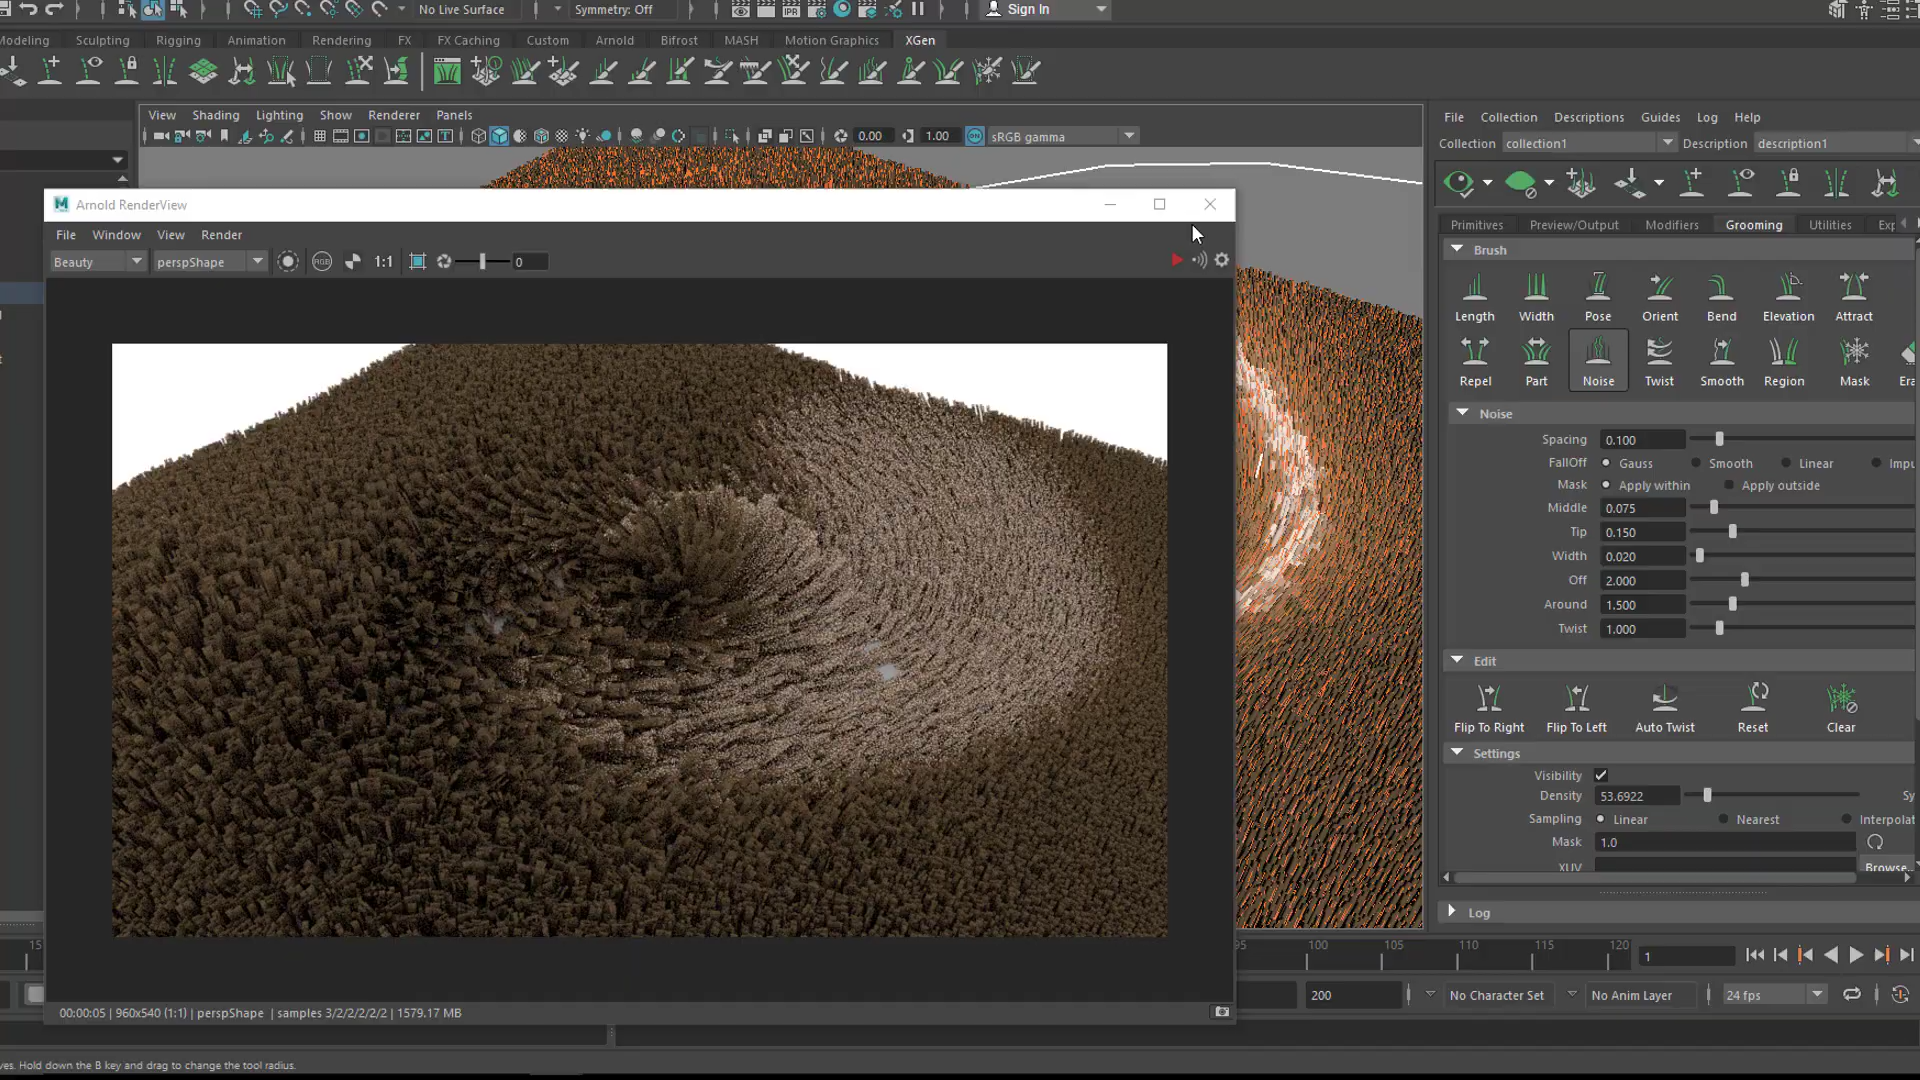 No Live Surface Symmetry: Off Sign In
Sculpting Rigging Animation Rendering FX FX Caching Custom Arnold Bifrost MASH Motion Graphics XGen
View Shading Lighting Show Renderer Panels
0.00 1.00 ON sRGB gamma
File Collection Descriptions Guides Log Help
Collection collection1 Description description1
Primitives Preview/Output Modifiers Grooming Utilities
Brush
Length Width Pose Orient Bend Elevation Attract
Repel Part Noise Twist Smooth Region Mask
Noise
Spacing 0.100
FallOff Gauss Smooth Linear
Mask Apply within Apply outside
Middle 0.075
Tip 0.150
Width 0.020
Off 2.000
Around 1.500
Twist 1.000
Edit
Flip To Right Flip To Left Auto Twist Reset Clear
Settings
Visibility
Density 53.6922
Sampling Linear Nearest Interpolat
Mask 1.0
Browse..
Log
Arnold RenderView
File Window View Render
Beauty perspShape RGB 1:1 0
00:00:05 | 960x540 (1:1) | perspShape | samples 3/2/2/2/2/2 | 1579.17 MB
15 95 100 105 110 115 120 1
200 No Character Set No Anim Layer 24 fps
ves. Hold down the B key and drag to change the tool radius.